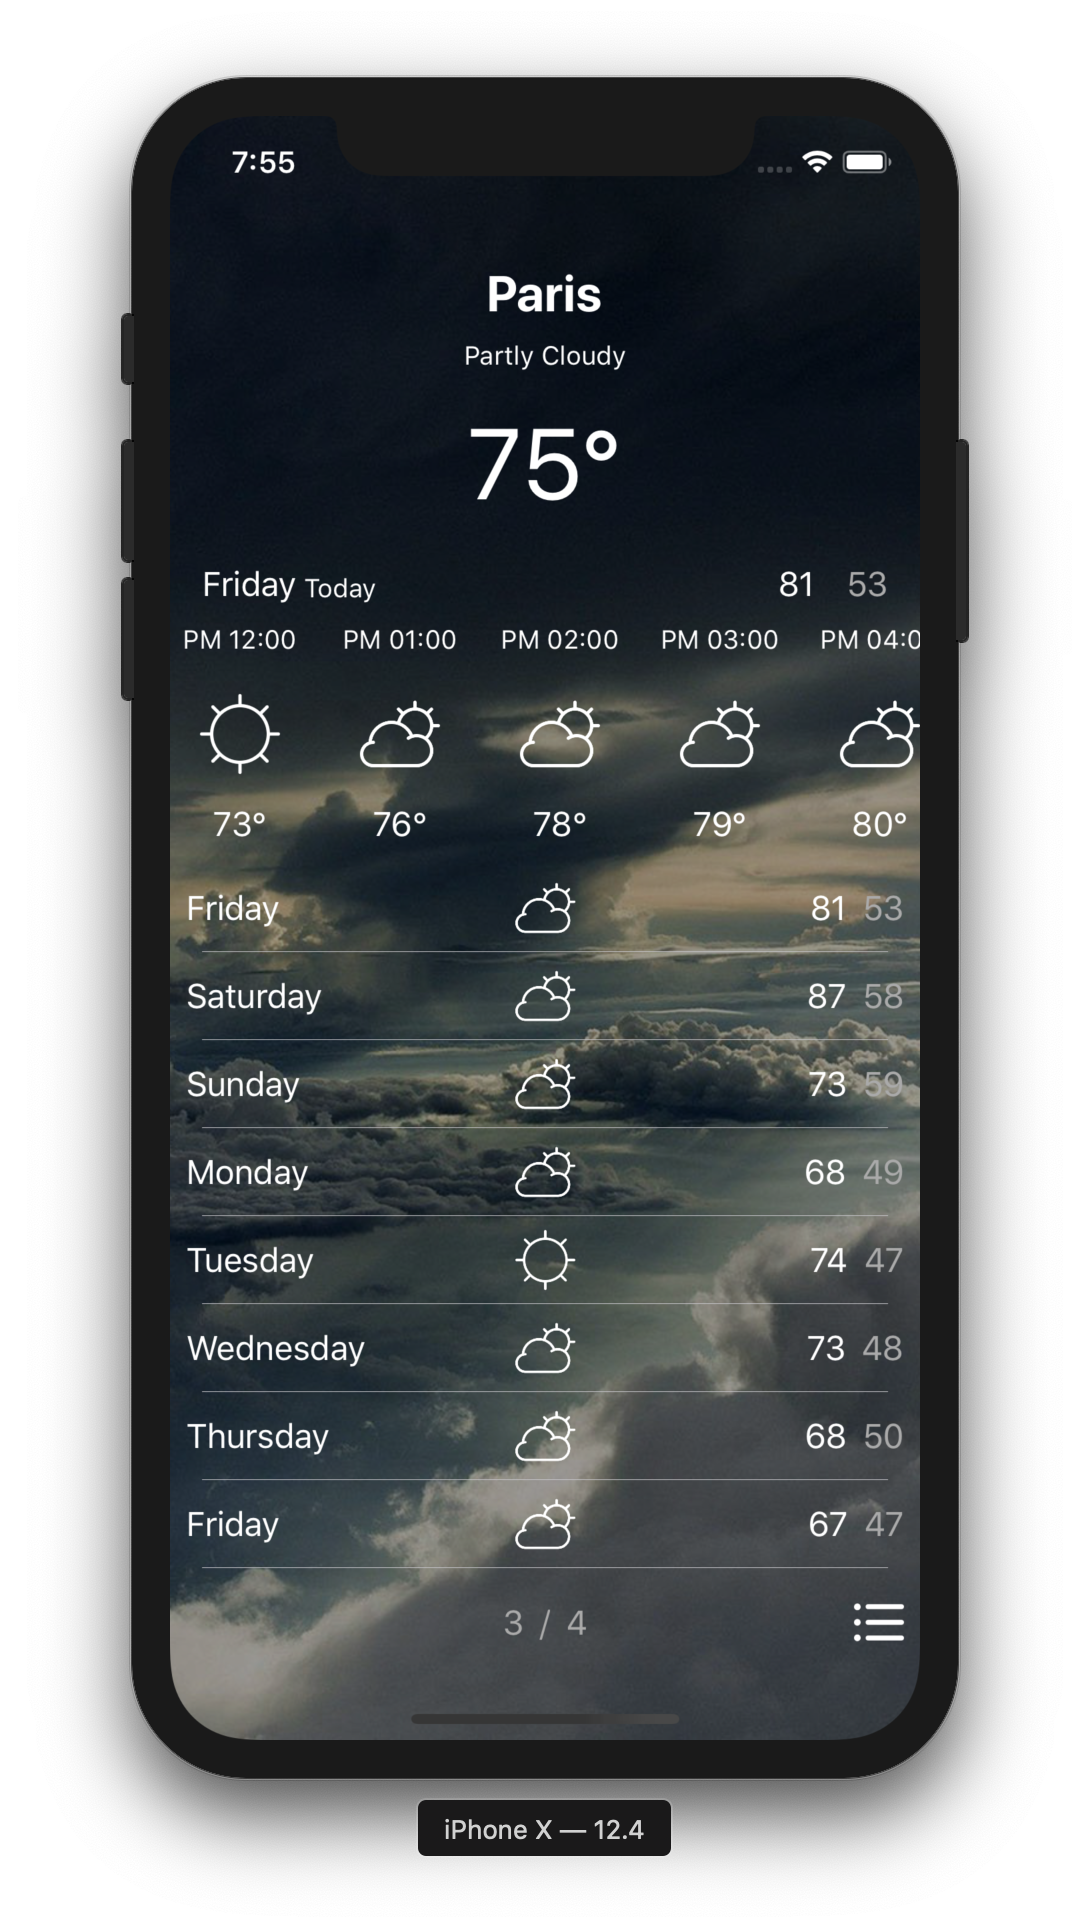 7:55
Paris
Partly Cloudy
75°
Friday Today 81 53
PM 12:00 PM 01:00 PM 02:00 PM 03:00 PM 04:0
73° 76° 78° 79° 80°
Friday 81 53
Saturday 87 58
Sunday 73 59
Monday 68 49
Tuesday 74 47
Wednesday 73 48
Thursday 68 50
Friday 67 47
3 / 4
iPhone X — 12.4